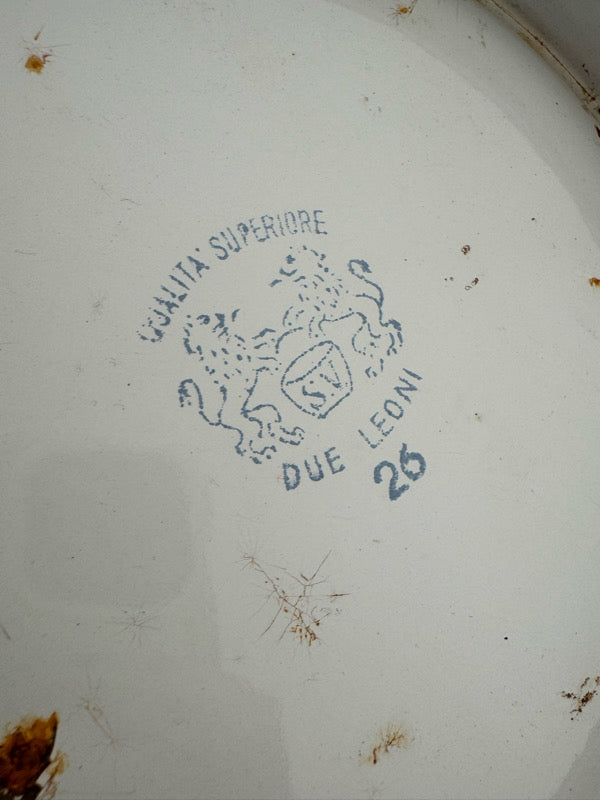 QUALITA' SUPERIORE
SV
DUE LEONI
26